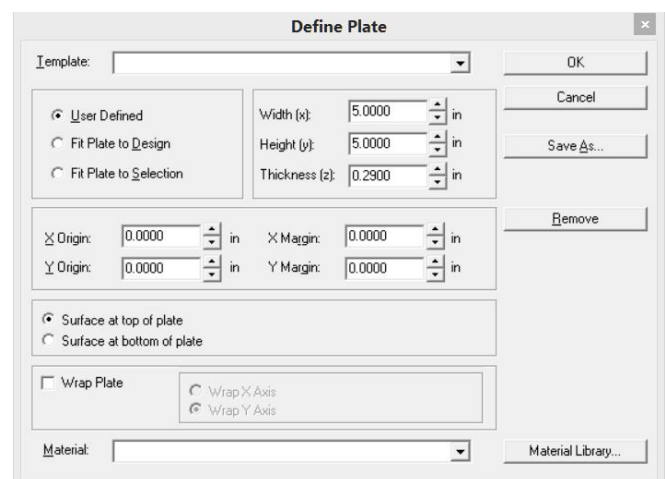 Define Plate
×
Template:
OK
User Defined
Fit Plate to Design
Fit Plate to Selection
Width (x): 5.0000 in
Height (y): 5.0000 in
Thickness (z): 0.2900 in
Cancel
Save As...
Remove
X Origin: 0.0000 in X Margin: 0.0000 in
Y Origin: 0.0000 in Y Margin: 0.0000 in
Surface at top of plate
Surface at bottom of plate
Wrap Plate
Wrap X Axis
Wrap Y Axis
Material:
Material Library...